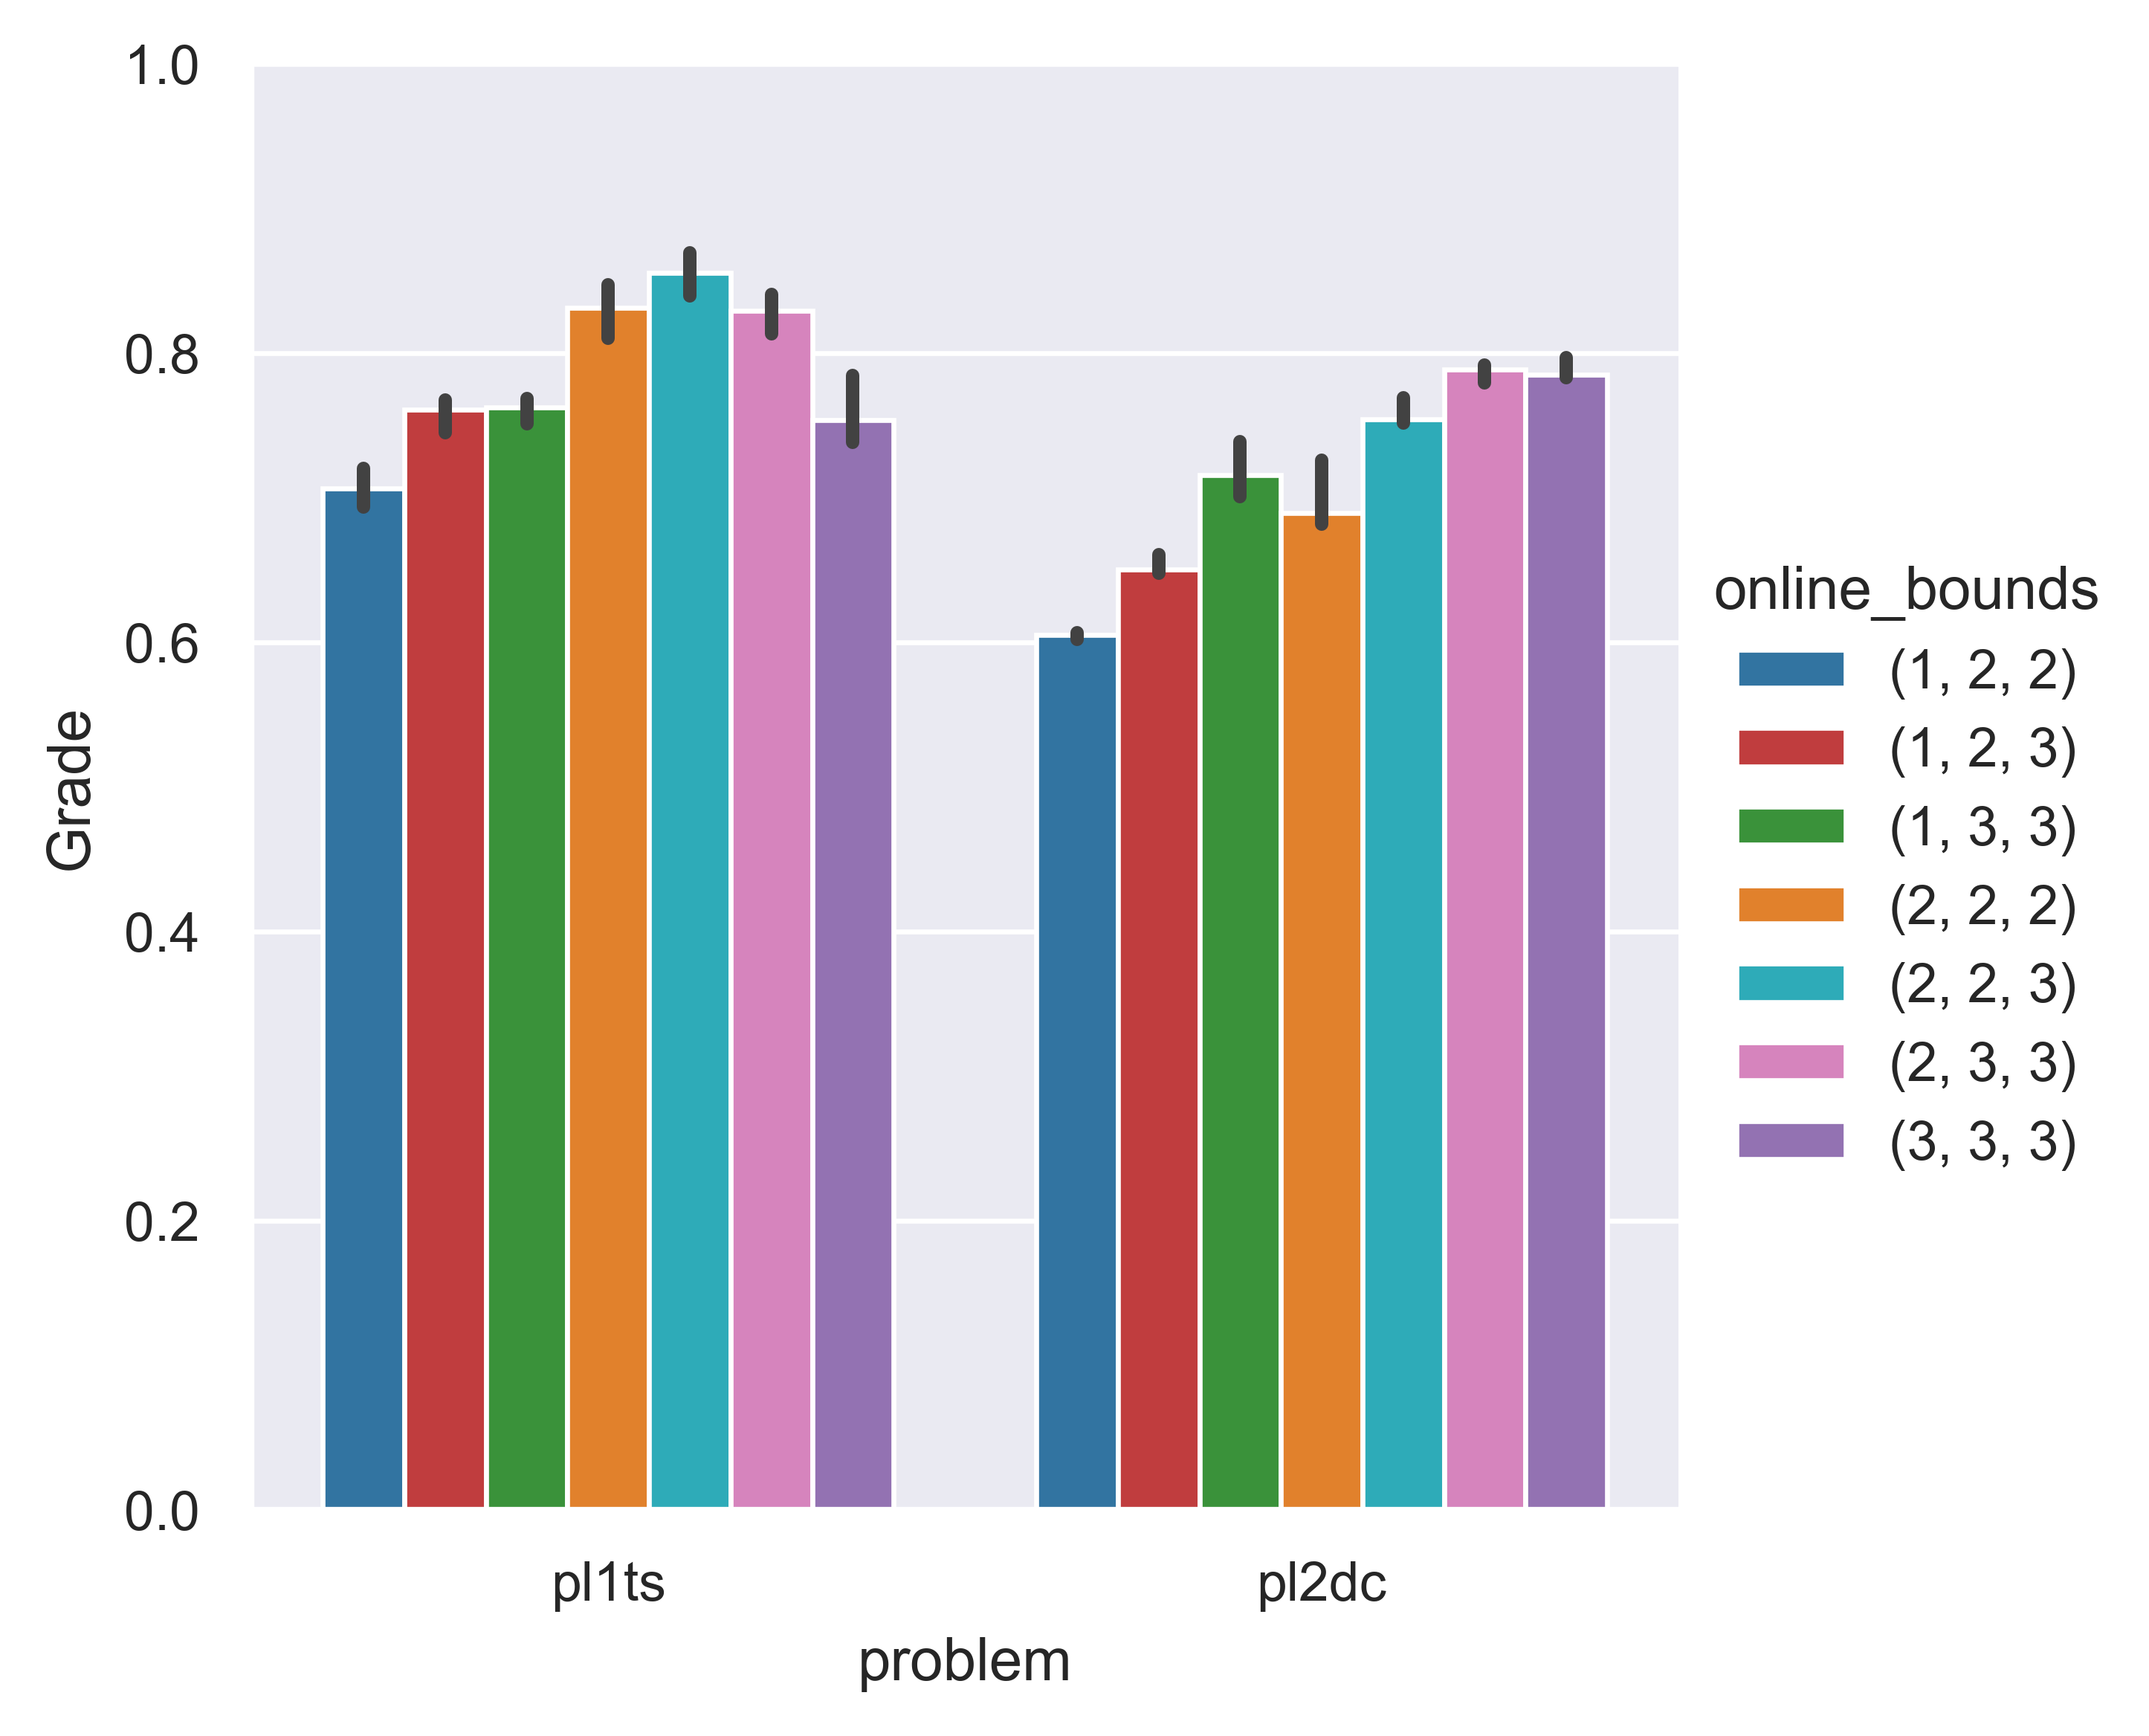 1.0
0.8
0.6
0.4
0.2
0.0
Grade
pl1ts
pl2dc
problem
online_bounds
(1, 2, 2)
(1, 2, 3)
(1, 3, 3)
(2, 2, 2)
(2, 2, 3)
(2, 3, 3)
(3, 3, 3)